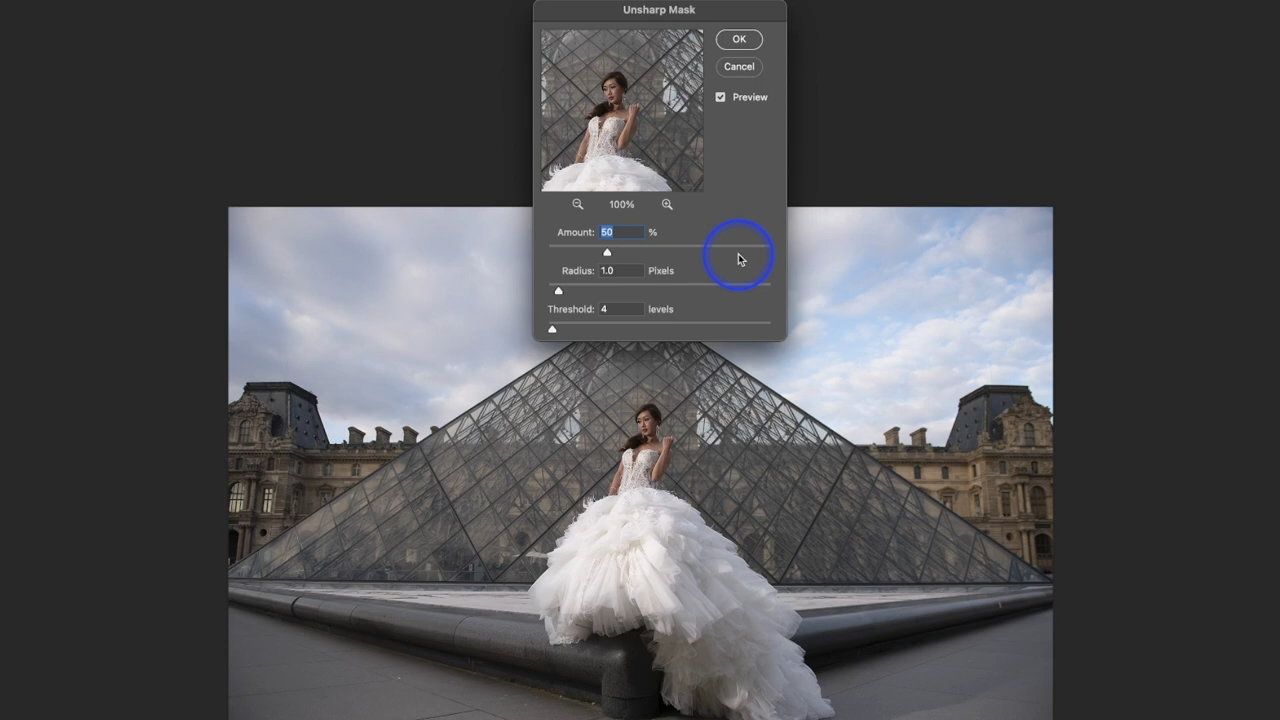 Unsharp Mask
OK
Cancel
Preview
100%
Amount: 50 %
Radius: 1.0 Pixels
Threshold: 4 levels